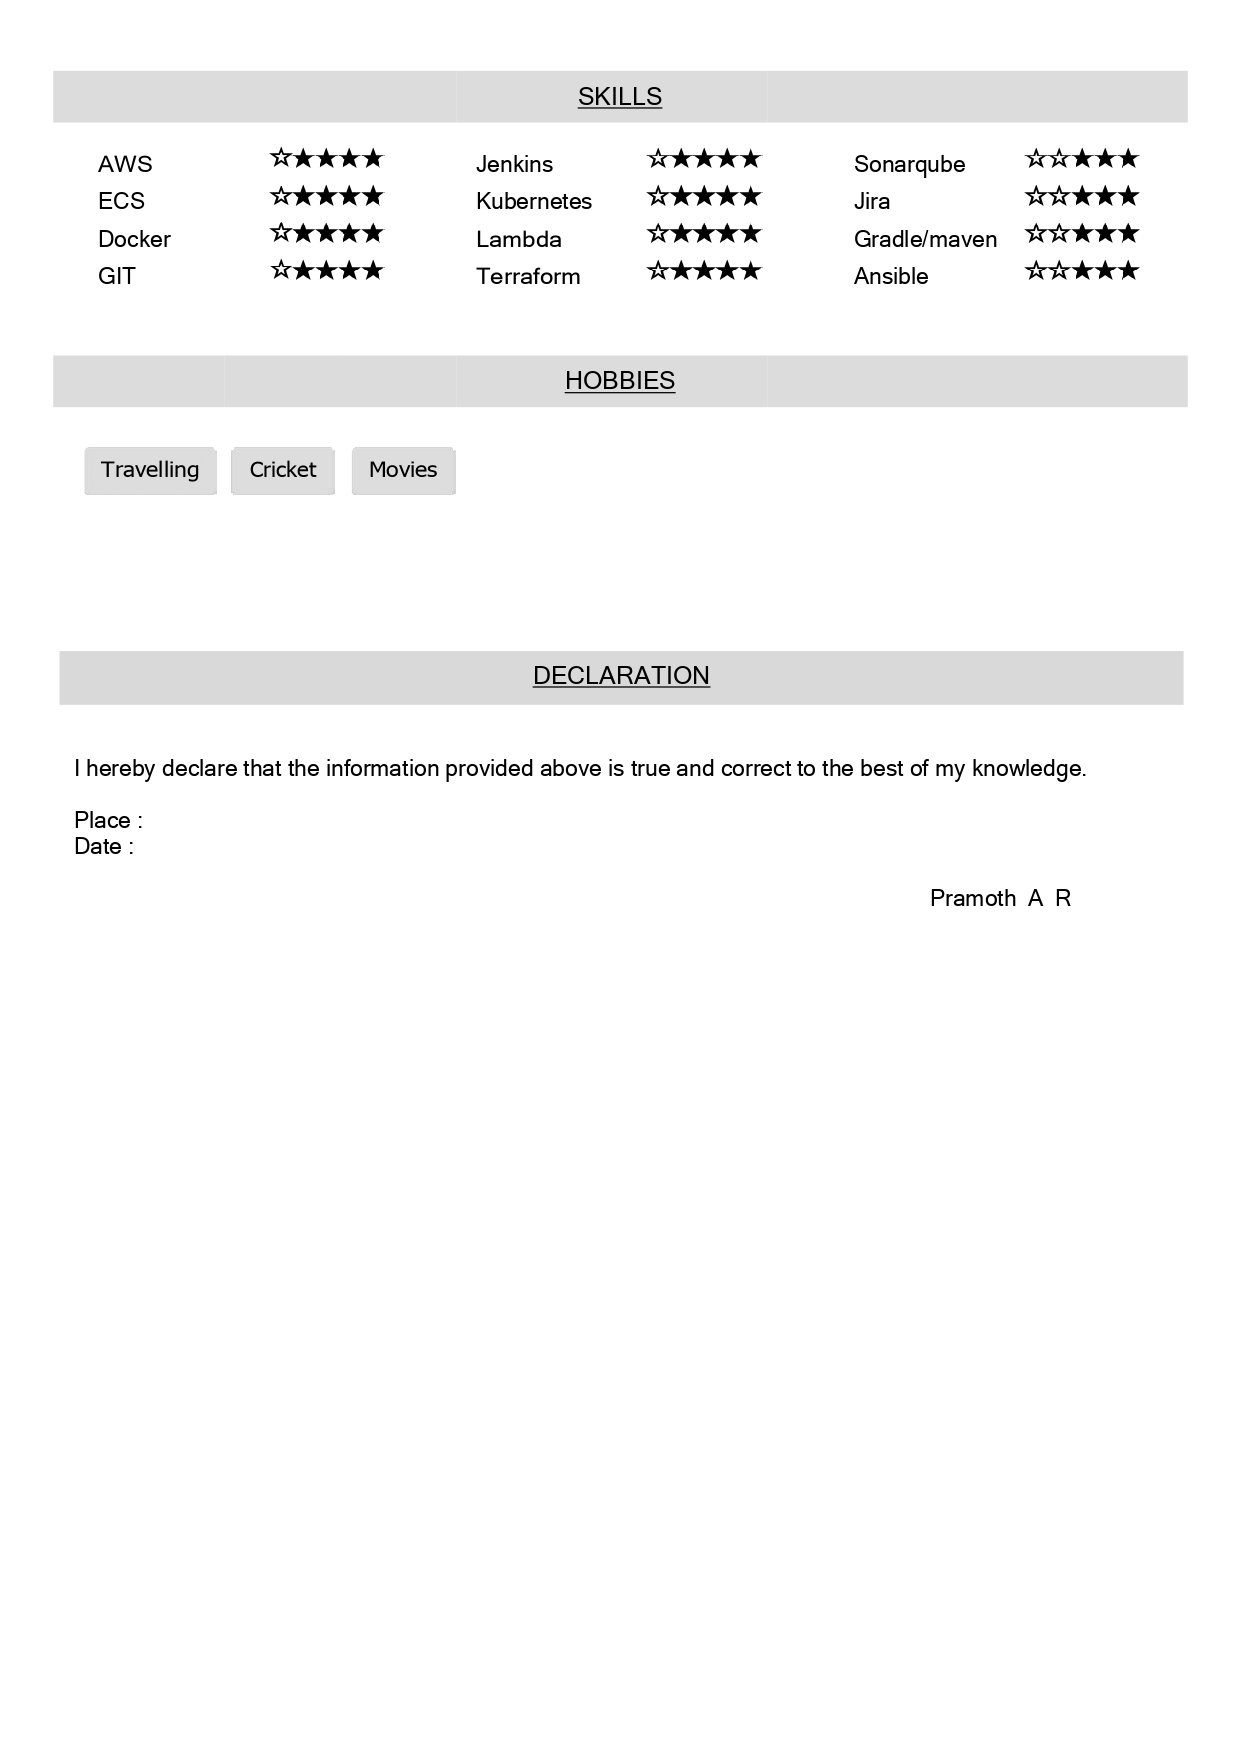 SKILLS
AWS ☆★★★★ Jenkins ☆★★★★ Sonarqube ☆☆★★★
ECS ☆★★★★ Kubernetes ☆★★★★ Jira ☆☆★★★
Docker ☆★★★★ Lambda ☆★★★★ Gradle/maven ☆☆★★★
GIT ☆★★★★ Terraform ☆★★★★ Ansible ☆☆★★★
HOBBIES
Travelling Cricket Movies
DECLARATION
I hereby declare that the information provided above is true and correct to the best of my knowledge.
Place :
Date :
Pramoth A R